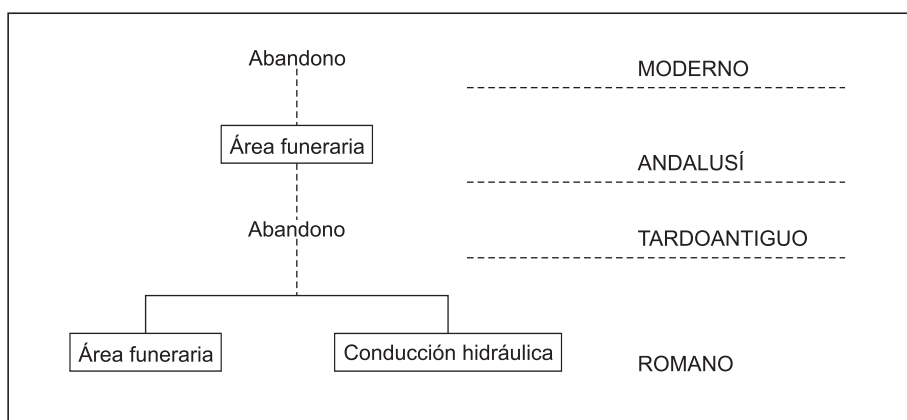 Abandono
MODERNO
Área funeraria
ANDALUSÍ
Abandono
TARDOANTIGUO
Área funeraria
Conducción hidráulica
ROMANO